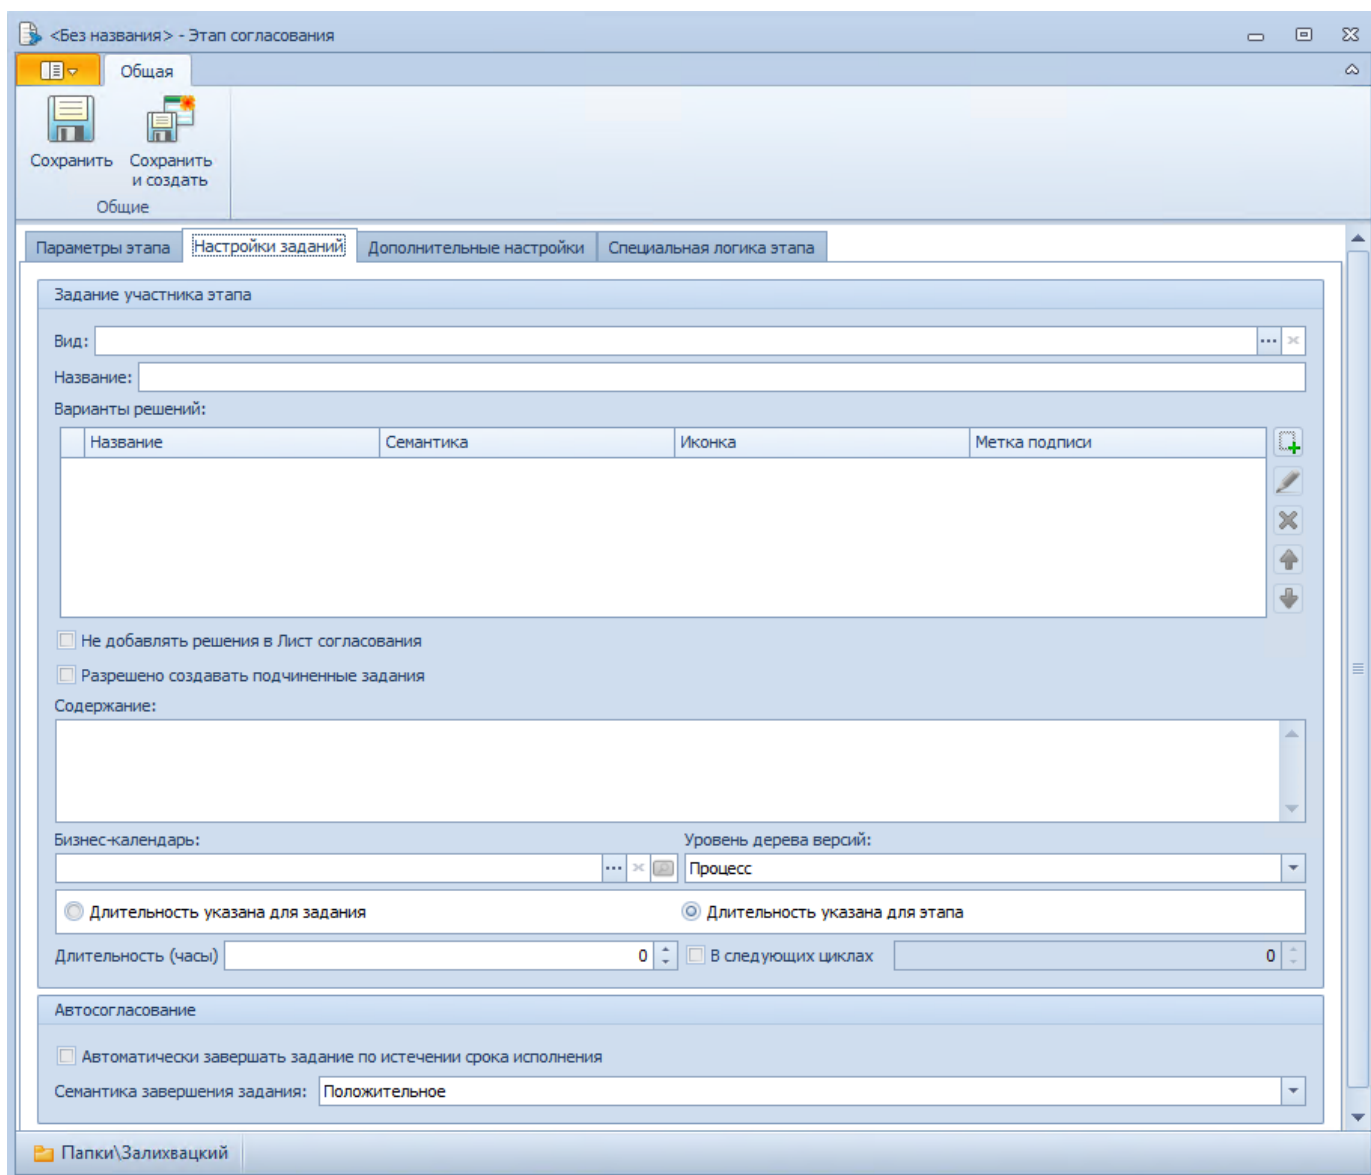 <Без названия> - Этап согласования
Общая
Сохранить
Сохранить
и создать
Общие
Параметры этапа
Настройки заданий
Дополнительные настройки
Специальная логика этапа
Задание участника этапа
Вид:
Название:
Варианты решений:
Название Семантика Иконка Метка подписи
Не добавлять решения в Лист согласования
Разрешено создавать подчиненные задания
Содержание:
Бизнес-календарь:
Уровень дерева версий:
Процесс
Длительность указана для задания
Длительность указана для этапа
Длительность (часы) 0
В следующих циклах 0
Автосогласование
Автоматически завершать задание по истечении срока исполнения
Семантика завершения задания: Положительное
Папки\Залихвацкий